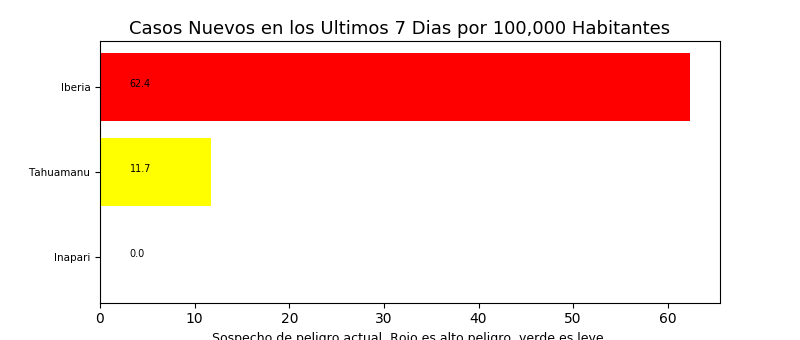 Casos Nuevos en los Ultimos 7 Dias por 100,000 Habitantes
Iberia
62.4
Tahuamanu
11.7
Inapari
0.0
0 10 20 30 40 50 60
Sospecho de peligro actual. Rojo es alto peligro, verde es leve